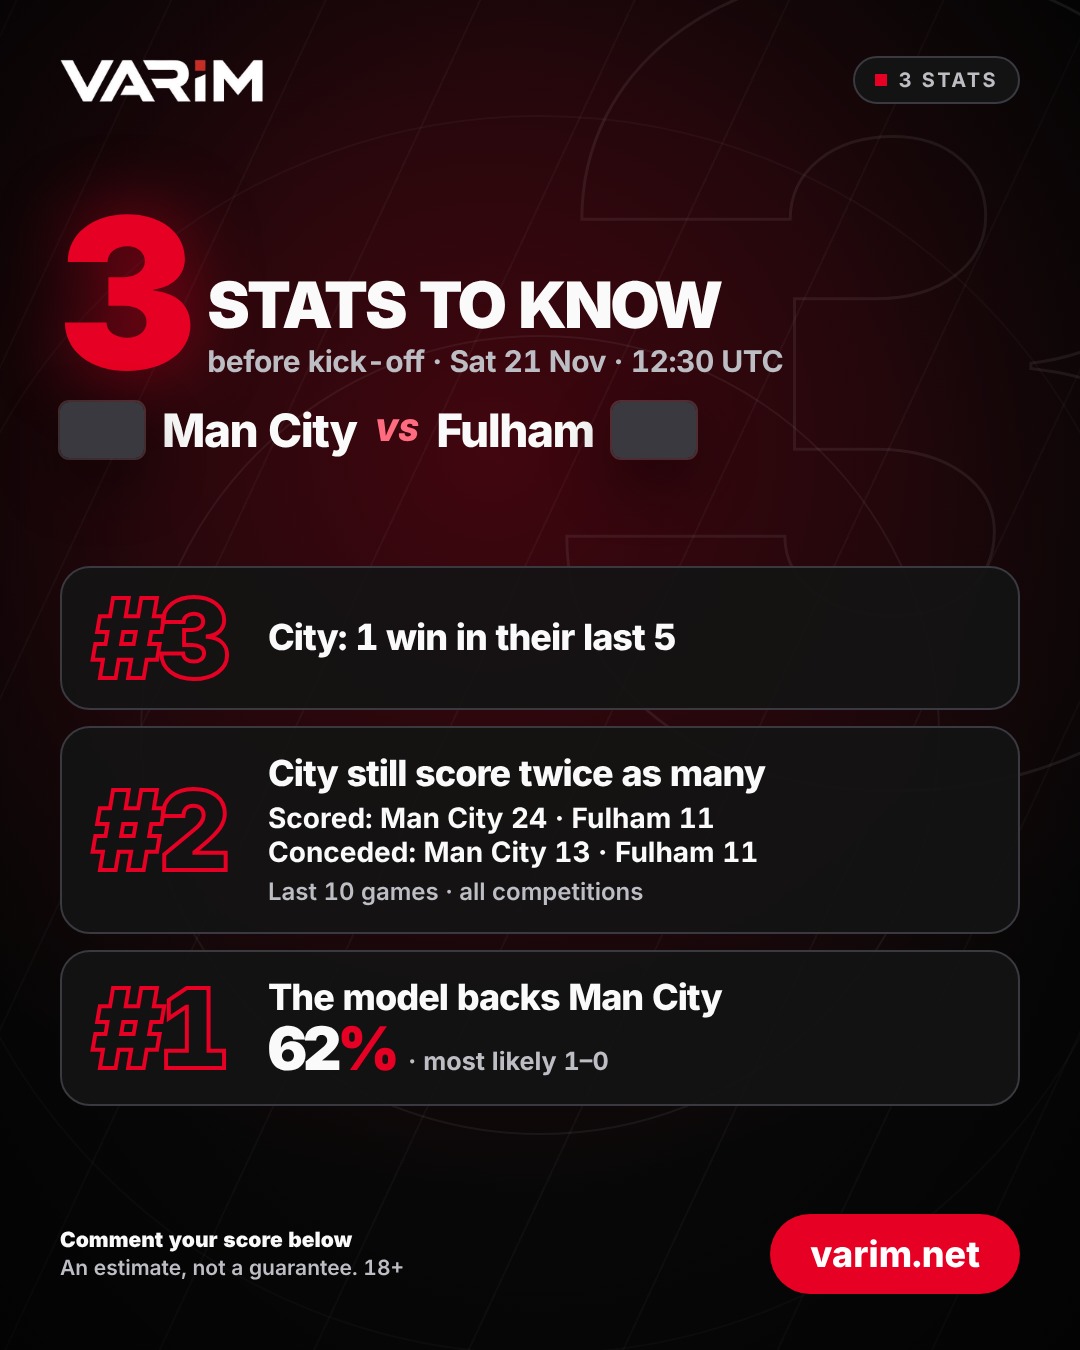 VARiM
3 STATS
3
STATS TO KNOW
before kick-off · Sat 21 Nov · 12:30 UTC
Man City vs Fulham
#3
City: 1 win in their last 5
#2
City still score twice as many
Scored: Man City 24 · Fulham 11
Conceded: Man City 13 · Fulham 11
Last 10 games · all competitions
#1
The model backs Man City
62% · most likely 1–0
Comment your score below
An estimate, not a guarantee. 18+
varim.net